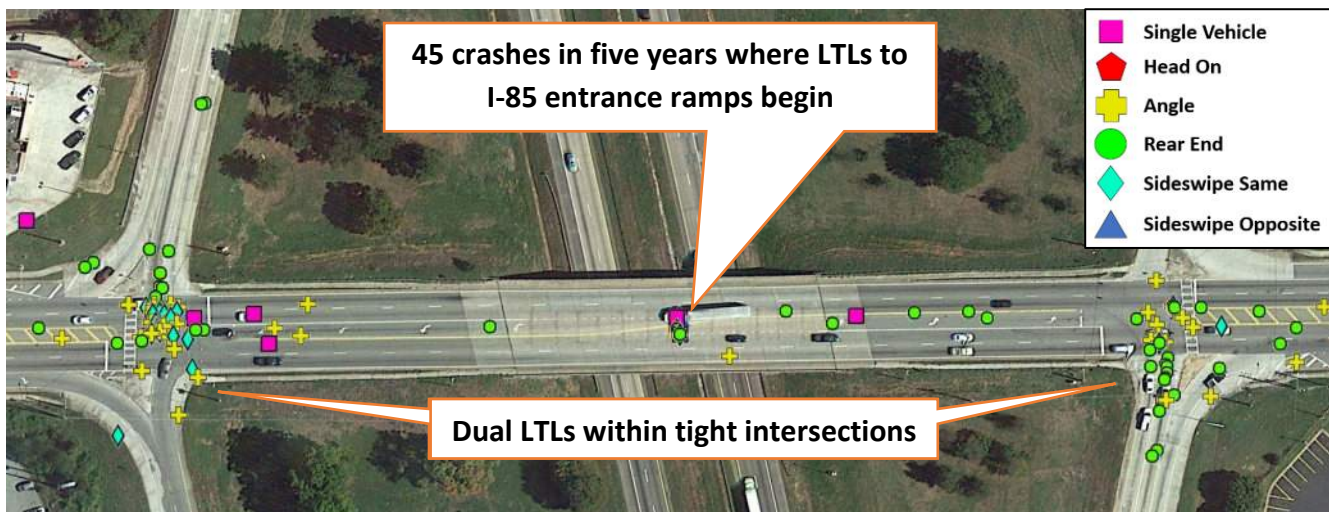 45 crashes in five years where LTLs to
I-85 entrance ramps begin
Single Vehicle
Head On
Angle
Rear End
Sideswipe Same
Sideswipe Opposite
Dual LTLs within tight intersections